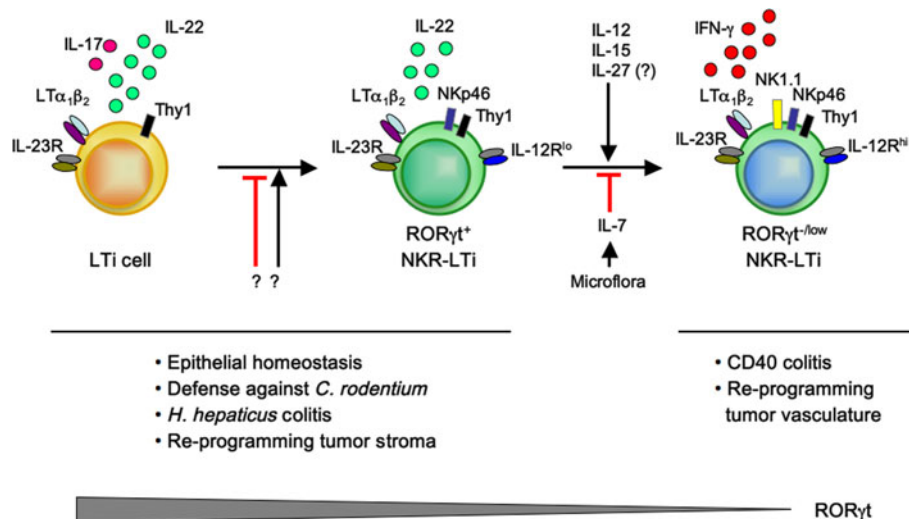 IL-17
IL-22
LTα₁β₂
Thy1
IL-23R
LTi cell
? ?
IL-22
LTα₁β₂
NKp46
Thy1
IL-23R
IL-12Rˡᵒ
RORγt⁺
NKR-LTi
IL-12
IL-15
IL-27 (?)
IL-7
Microflora
IFN-γ
NK1.1
LTα₁β₂
NKp46
Thy1
IL-23R
IL-12Rʰⁱ
RORγt⁻/ˡᵒʷ
NKR-LTi
• Epithelial homeostasis
• Defense against C. rodentium
• H. hepaticus colitis
• Re-programming tumor stroma
• CD40 colitis
• Re-programming
tumor vasculature
RORγt